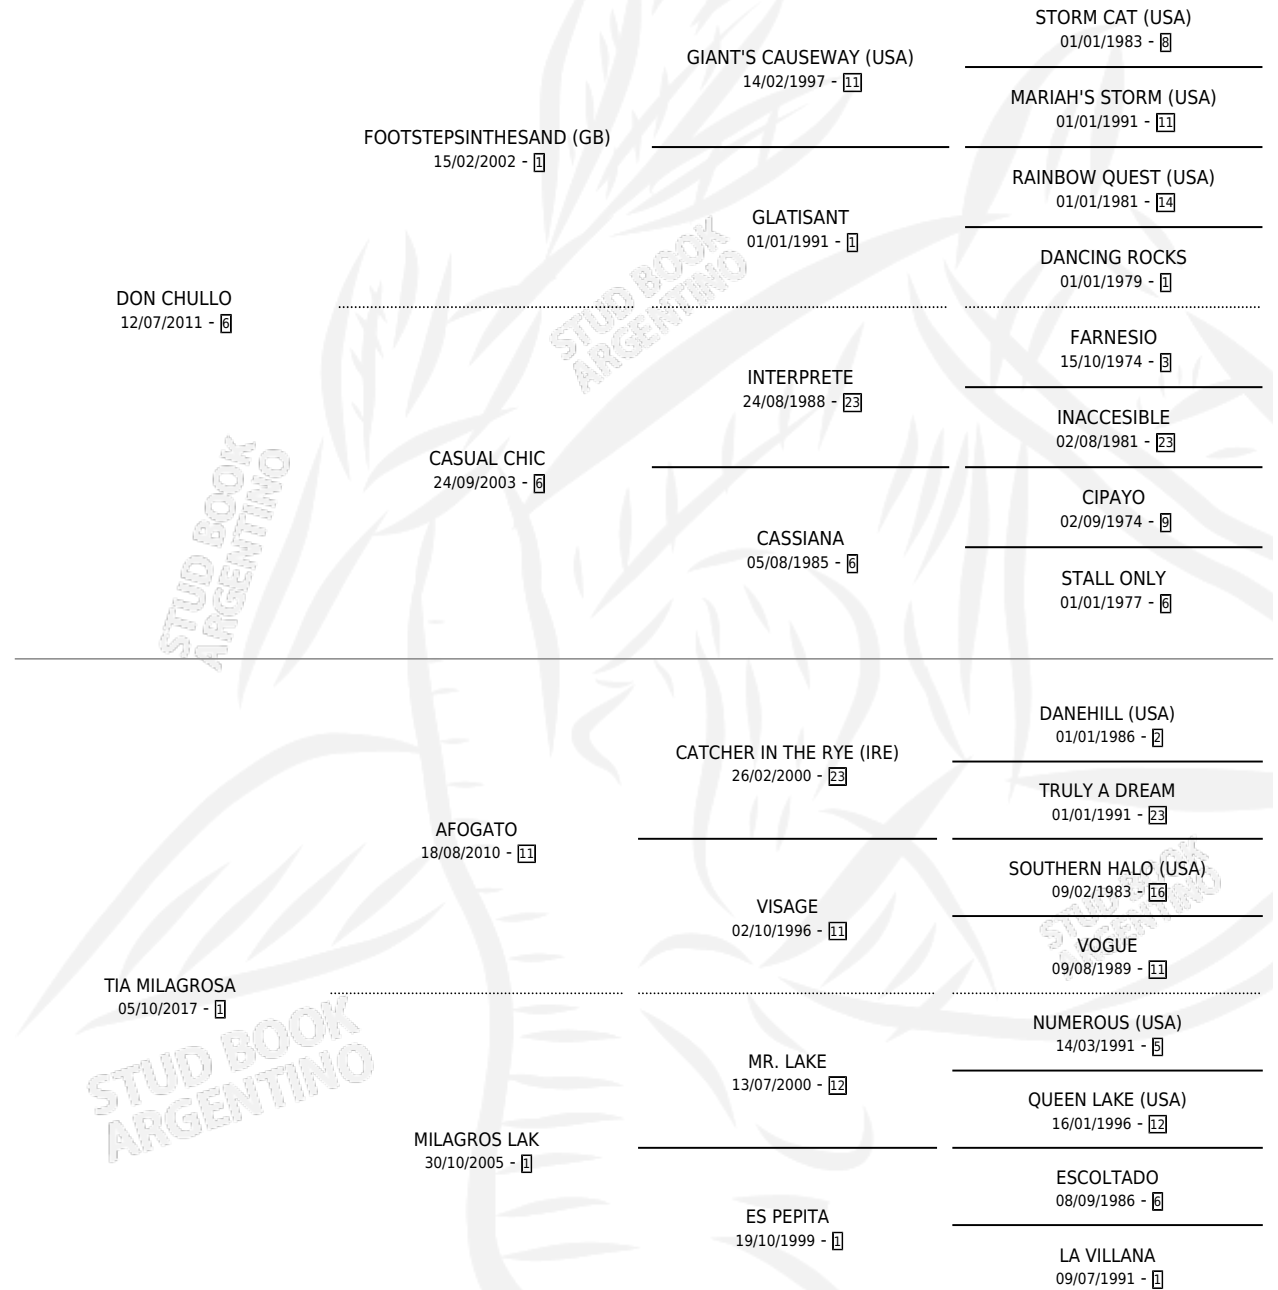 STORM CAT (USA)
01/01/1983 - 8
GIANT'S CAUSEWAY (USA)
14/02/1997 - 11
MARIAH'S STORM (USA)
01/01/1991 - 11
FOOTSTEPSINTHESAND (GB)
15/02/2002 - 1
RAINBOW QUEST (USA)
01/01/1981 - 14
GLATISANT
01/01/1991 - 1
DANCING ROCKS
01/01/1979 - 1
DON CHULLO
12/07/2011 - 6
FARNESIO
15/10/1974 - 3
INTERPRETE
24/08/1988 - 23
INACCESIBLE
02/08/1981 - 23
CASUAL CHIC
24/09/2003 - 6
CIPAYO
02/09/1974 - 9
CASSIANA
05/08/1985 - 6
STALL ONLY
01/01/1977 - 6
DANEHILL (USA)
01/01/1986 - 2
CATCHER IN THE RYE (IRE)
26/02/2000 - 23
TRULY A DREAM
01/01/1991 - 23
AFOGATO
18/08/2010 - 11
SOUTHERN HALO (USA)
09/02/1983 - 16
VISAGE
02/10/1996 - 11
VOGUE
09/08/1989 - 11
TIA MILAGROSA
05/10/2017 - 1
NUMEROUS (USA)
14/03/1991 - 5
MR. LAKE
13/07/2000 - 12
QUEEN LAKE (USA)
16/01/1996 - 12
MILAGROS LAK
30/10/2005 - 1
ESCOLTADO
08/09/1986 - 6
ES PEPITA
19/10/1999 - 1
LA VILLANA
09/07/1991 - 1
STUD BOOK
ARGENTINO
STUD BOOK
ARGENTINO
STUD BOOK
ARGENTINO
STUD BOOK
ARGENTINO